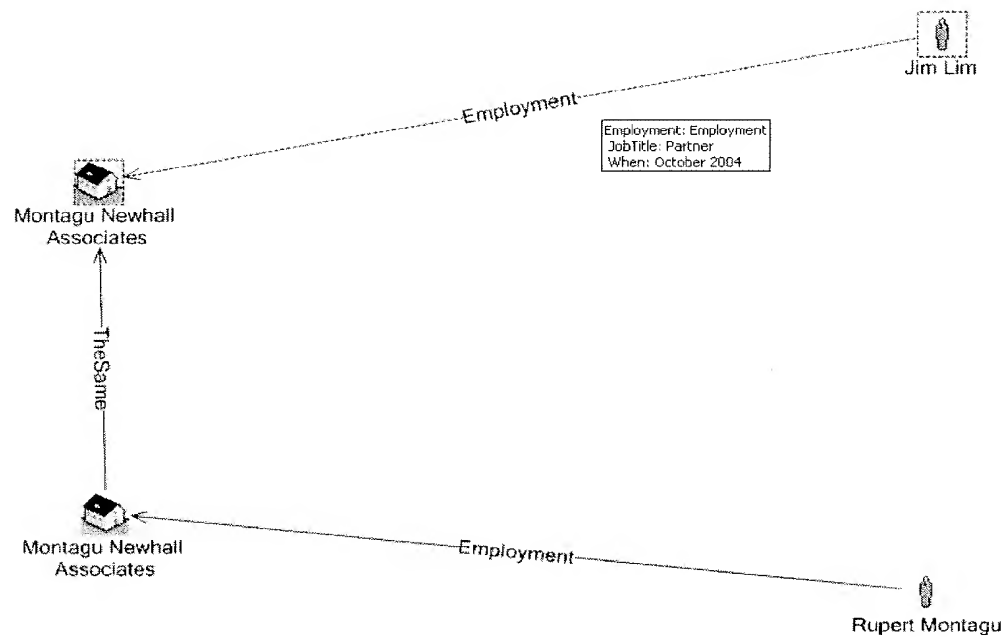 Jim Lim
Employment
Employment: Employment
JobTitle: Partner
When: October 2004
Montagu Newhall
Associates
TheSame
Montagu Newhall
Associates
Employment
Rupert Montagu